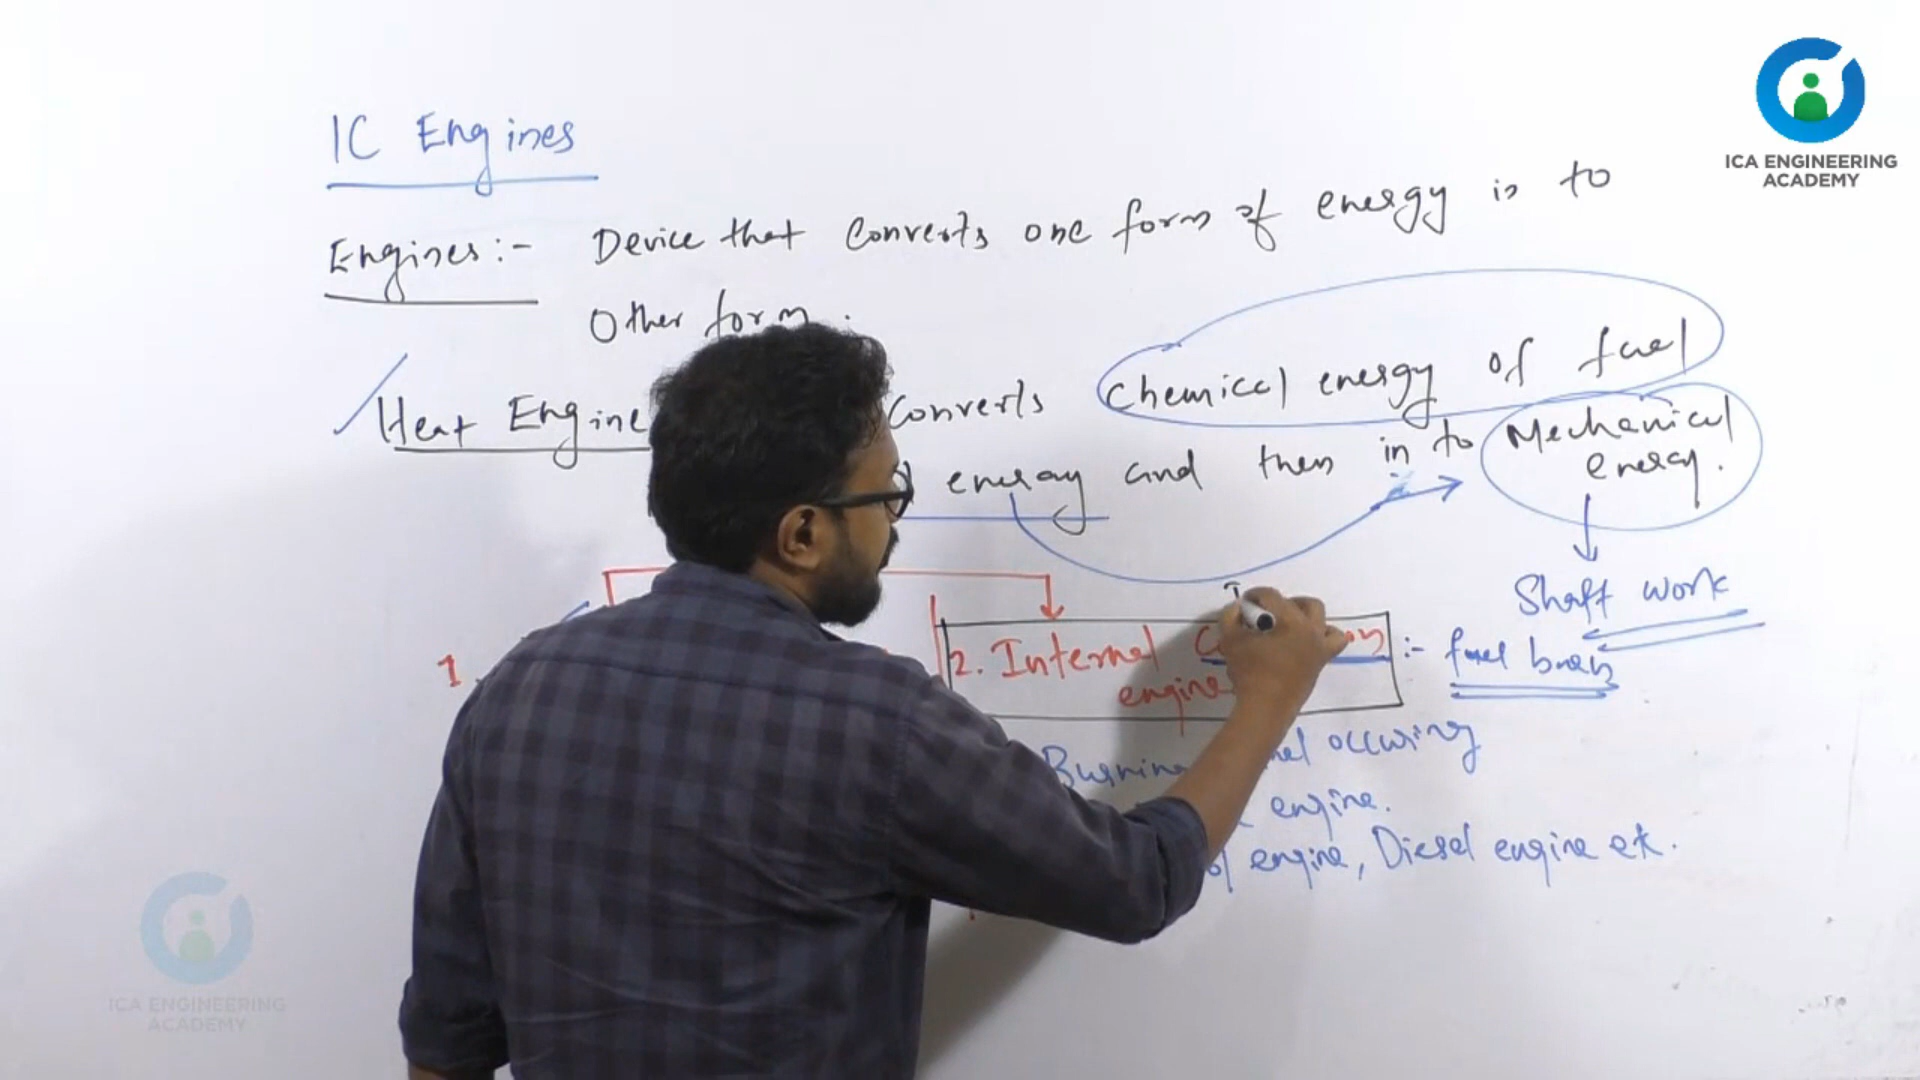 ICA ENGINEERING
ACADEMY
IC Engines
Engines:- Device that converts one form of energy is to
Other form.
Heat Engine converts chemical energy of fuel
energy and then in to Mechanical
energy.
Shaft work
1.
2. Internal
engine
:- fuel burn
occuring
engine.
engine, Diesel engine etc.
ICA ENGINEERING
ACADEMY